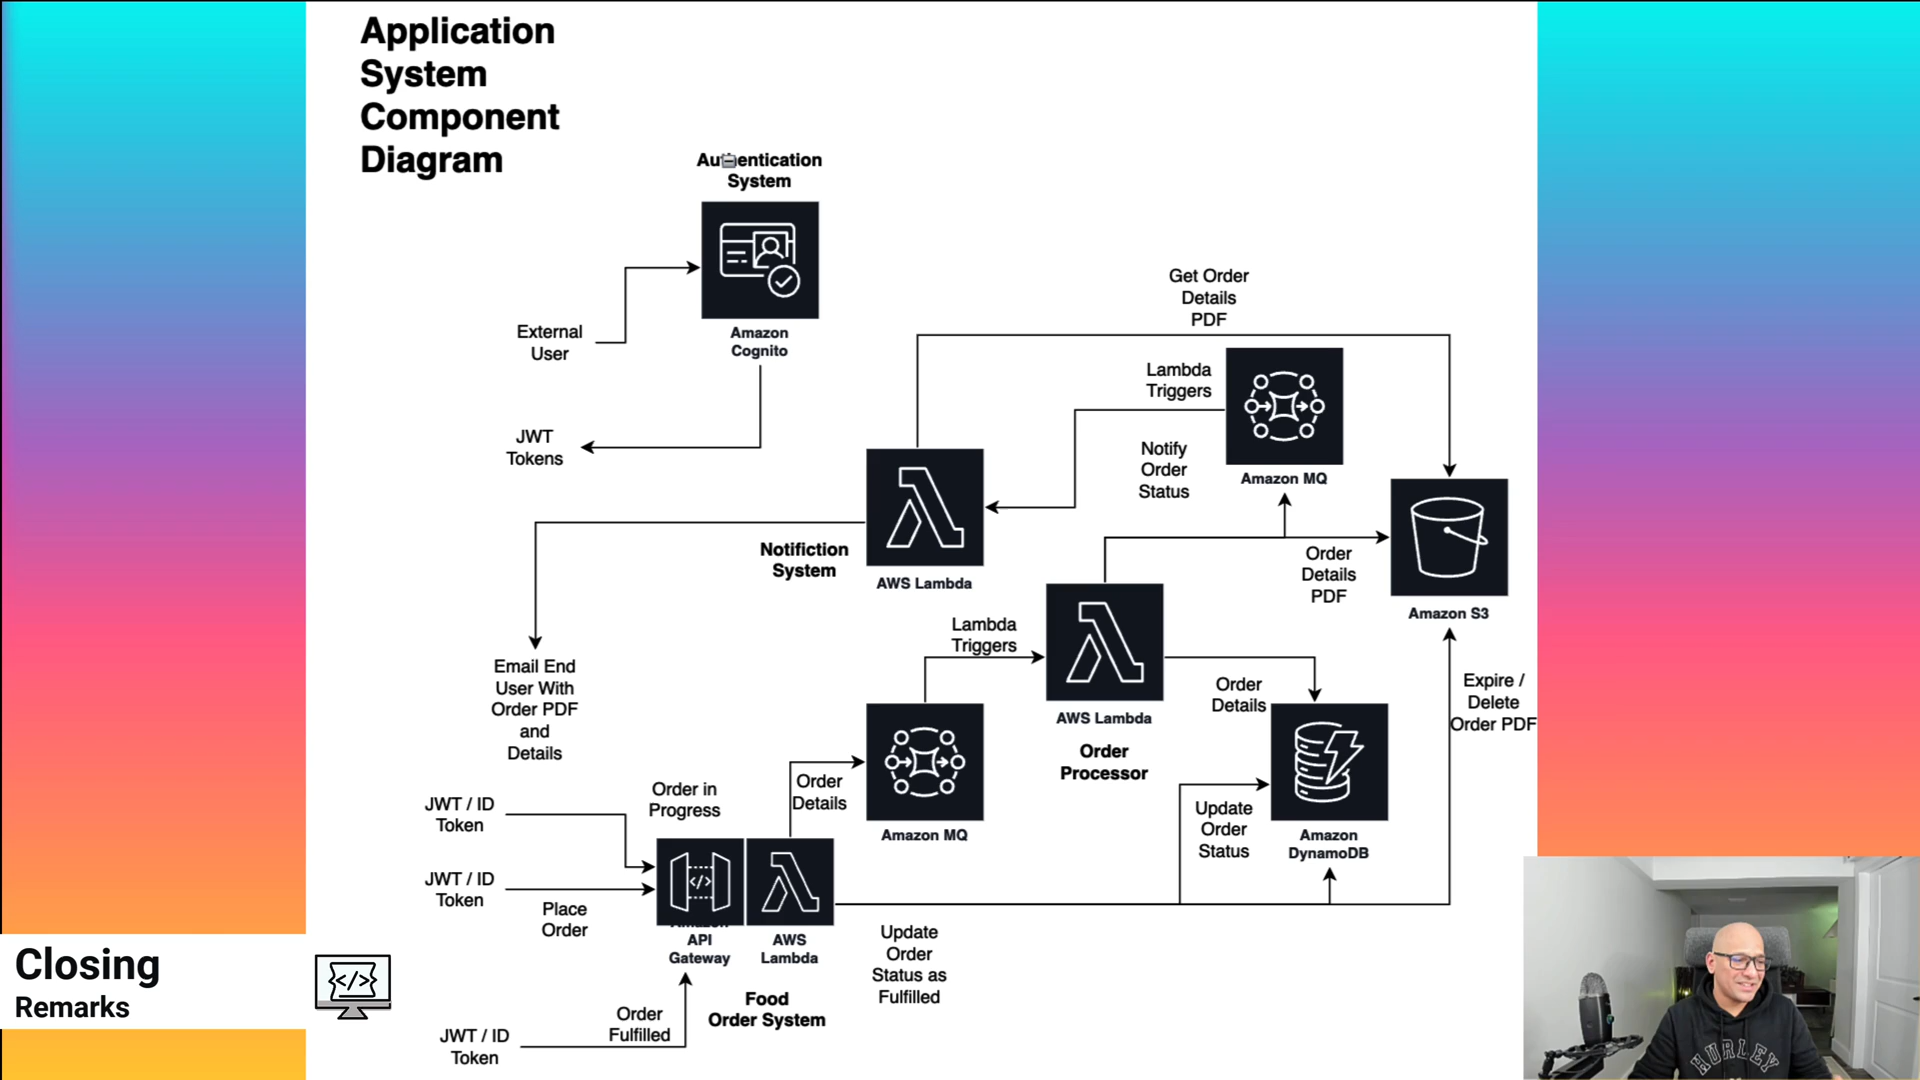 Application
System
Component
Diagram
Authentication
System
Amazon
Cognito
External
User
JWT
Tokens
Get Order
Details
PDF
Lambda
Triggers
Notify
Order
Status
Amazon MQ
Notifiction
System
AWS Lambda
Order
Details
PDF
Amazon S3
Email End
User With
Order PDF
and
Details
Lambda
Triggers
AWS Lambda
Order
Processor
Order
Details
Expire /
Delete
Order PDF
JWT / ID
Token
Order in
Progress
Order
Details
Amazon MQ
Update
Order
Status
Amazon
DynamoDB
JWT / ID
Token
Place
Order
</>
Amazon
API
Gateway
AWS
Lambda
Update
Order
Status as
Fulfilled
Food
Order System
JWT / ID
Token
Order
Fulfilled
Closing
Remarks
</>
HURLEY